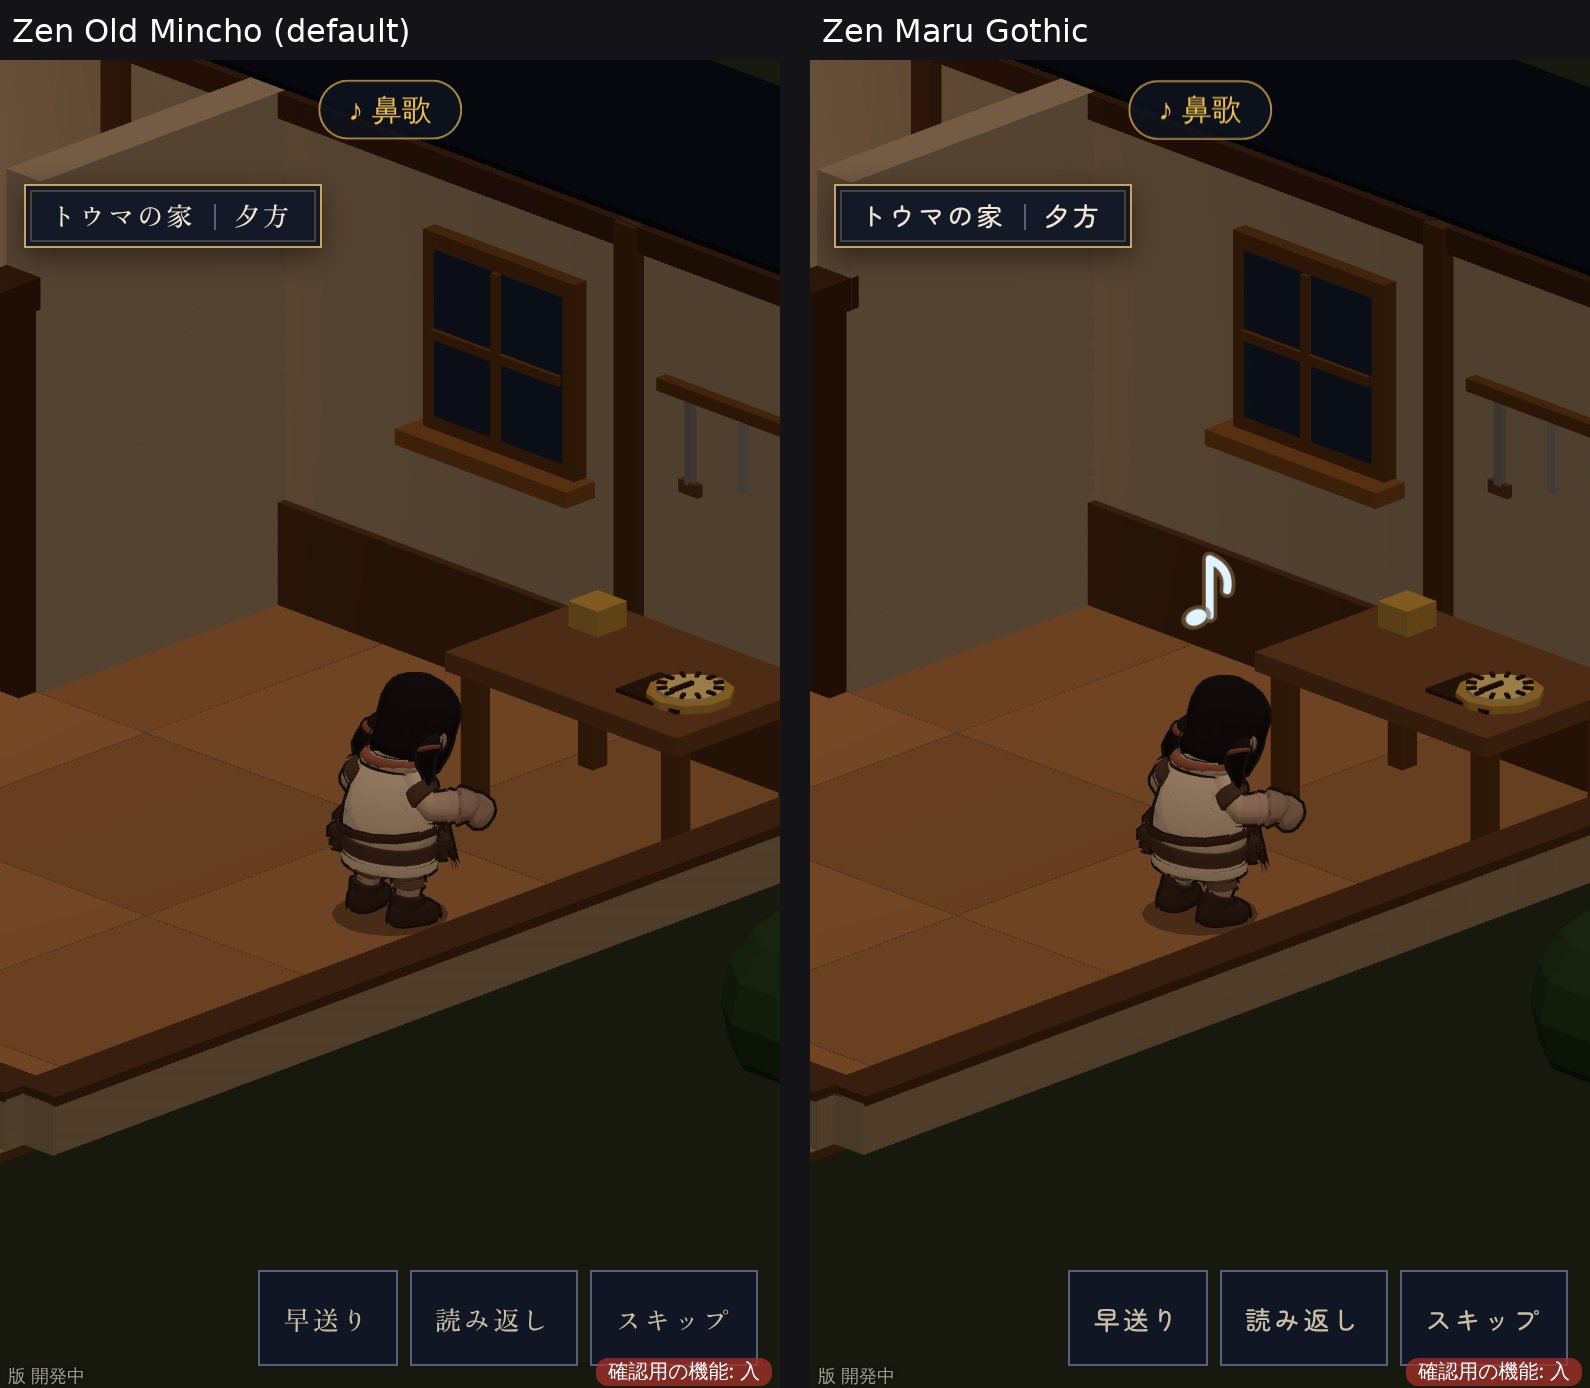 Zen Old Mincho (default)
♪ 鼻歌
トウマの家 | 夕方
早送り
読み返し
スキップ
版 開発中
確認用の機能: 入
Zen Maru Gothic
♪ 鼻歌
トウマの家 | 夕方
早送り
読み返し
スキップ
版 開発中
確認用の機能: 入